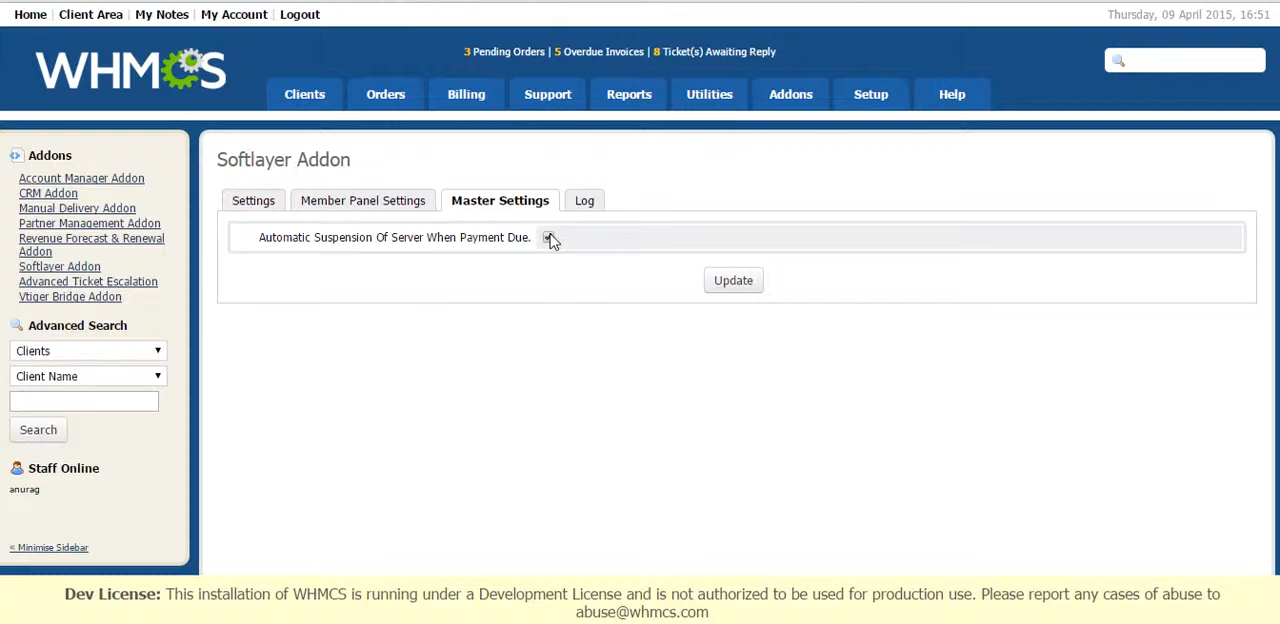 Home | Client Area | My Notes | My Account | Logout
Thursday, 09 April 2015, 16:51
WHMCS
3 Pending Orders | 5 Overdue Invoices | 8 Ticket(s) Awaiting Reply
Clients Orders Billing Support Reports Utilities Addons Setup Help
Addons
Account Manager Addon
CRM Addon
Manual Delivery Addon
Partner Management Addon
Revenue Forecast & Renewal
Addon
Softlayer Addon
Advanced Ticket Escalation
Vtiger Bridge Addon
Advanced Search
Clients
Client Name
Search
Staff Online
anurag
« Minimise Sidebar
Softlayer Addon
Settings Member Panel Settings Master Settings Log
Automatic Suspension Of Server When Payment Due.
Update
Dev License: This installation of WHMCS is running under a Development License and is not authorized to be used for production use. Please report any cases of abuse to
abuse@whmcs.com